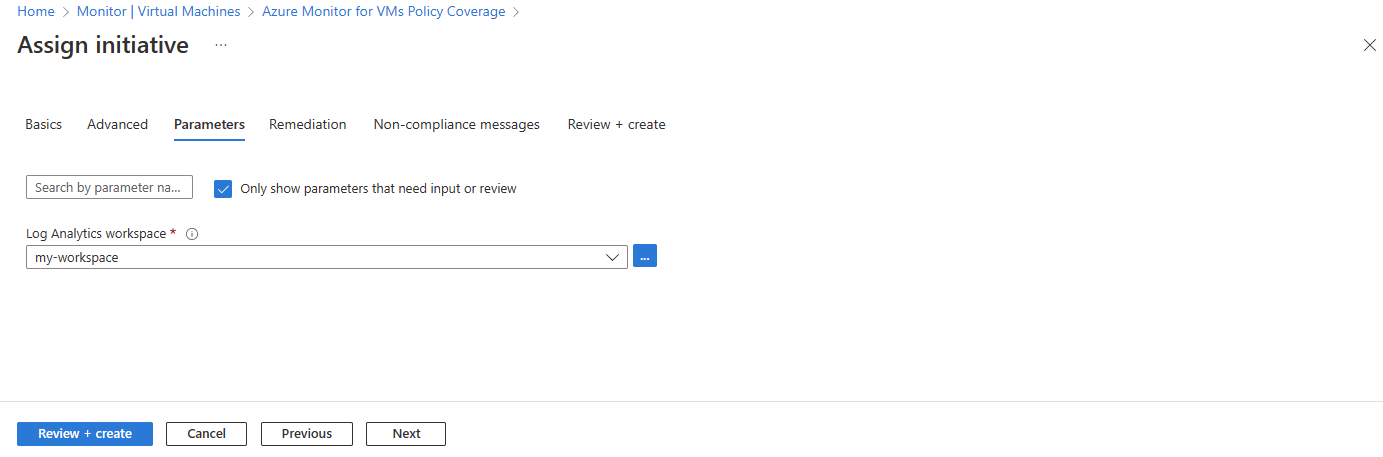 Home > Monitor | Virtual Machines > Azure Monitor for VMs Policy Coverage >
Assign initiative ...
Basics Advanced Parameters Remediation Non-compliance messages Review + create
Search by parameter na... Only show parameters that need input or review
Log Analytics workspace *
my-workspace ...
Review + create Cancel Previous Next